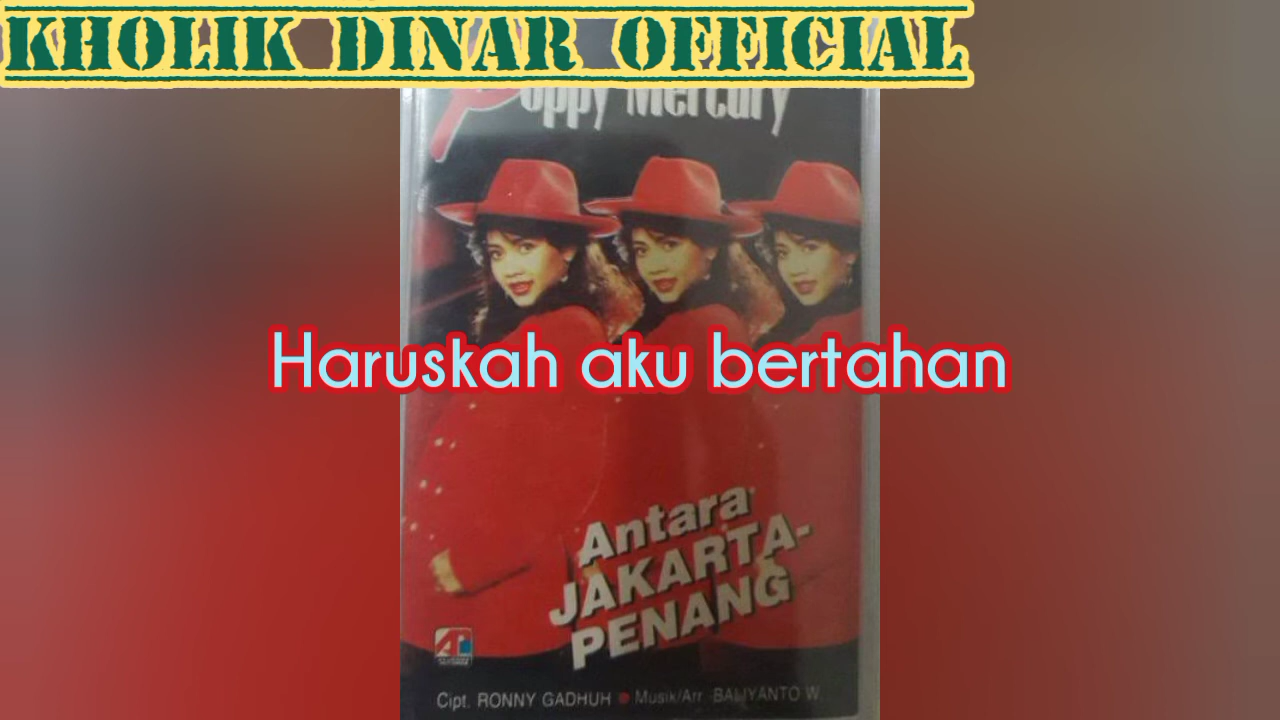 KHOLIK DINAR OFFICIAL
Poppy Mercury
Haruskah aku bertahan
Antara
JAKARTA-
PENANG
Cipt. RONNY GADHUH • Musik/Arr BALIYANTO W.